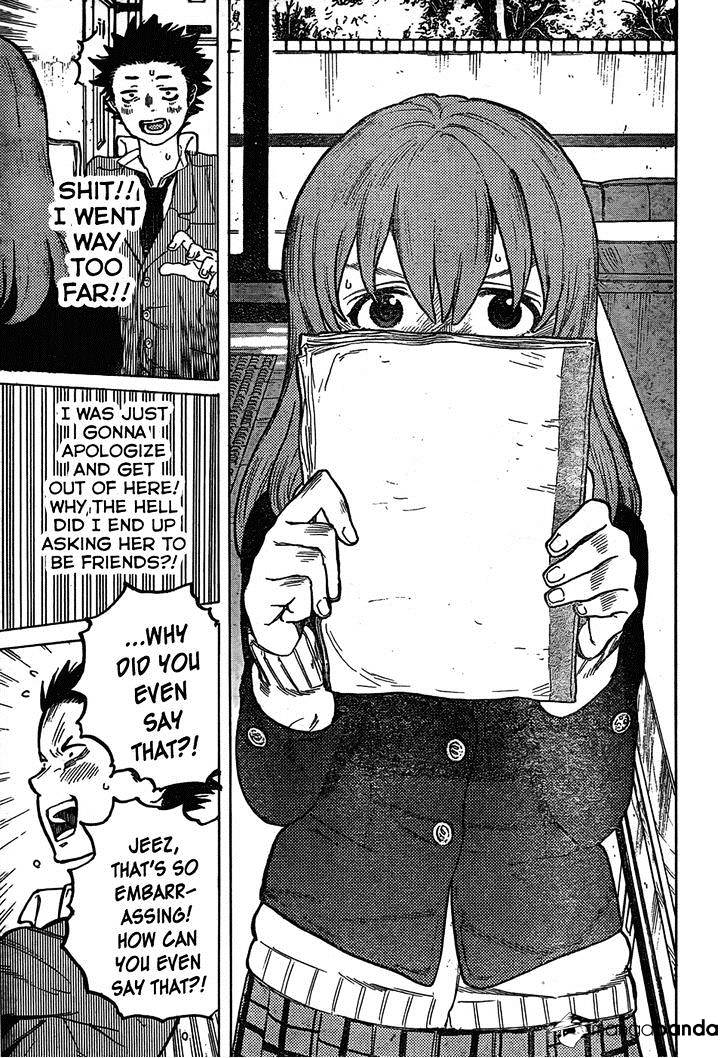 SHIT!!
I WENT
WAY
TOO
FAR!!
I WAS JUST
GONNA
APOLOGIZE
AND GET
OUT OF HERE!
WHY THE HELL
DID I END UP
ASKING HER TO
BE FRIENDS?!
...WHY
DID YOU
EVEN
SAY
THAT?!
JEEZ,
THAT'S SO
EMBARR-
ASSING!
HOW CAN
YOU EVEN
SAY THAT?!
mangapanda